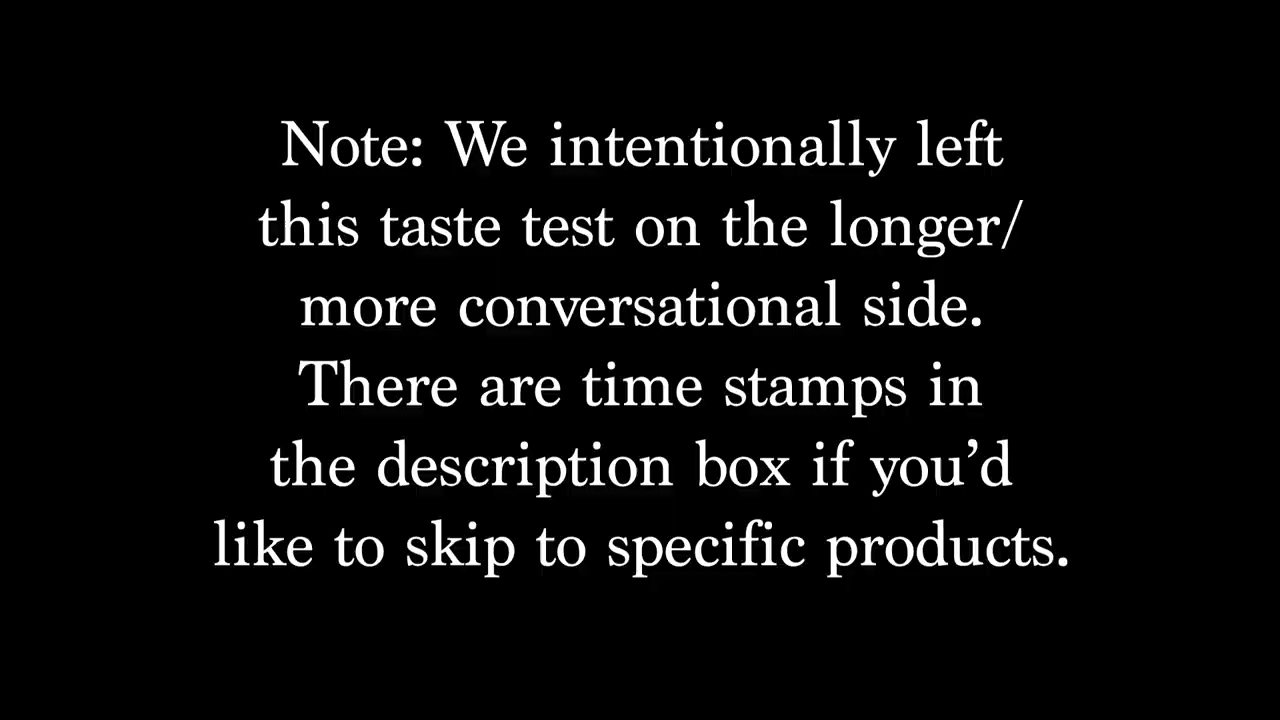 Note: We intentionally left
this taste test on the longer/
more conversational side.
There are time stamps in
the description box if you’d
like to skip to specific products.